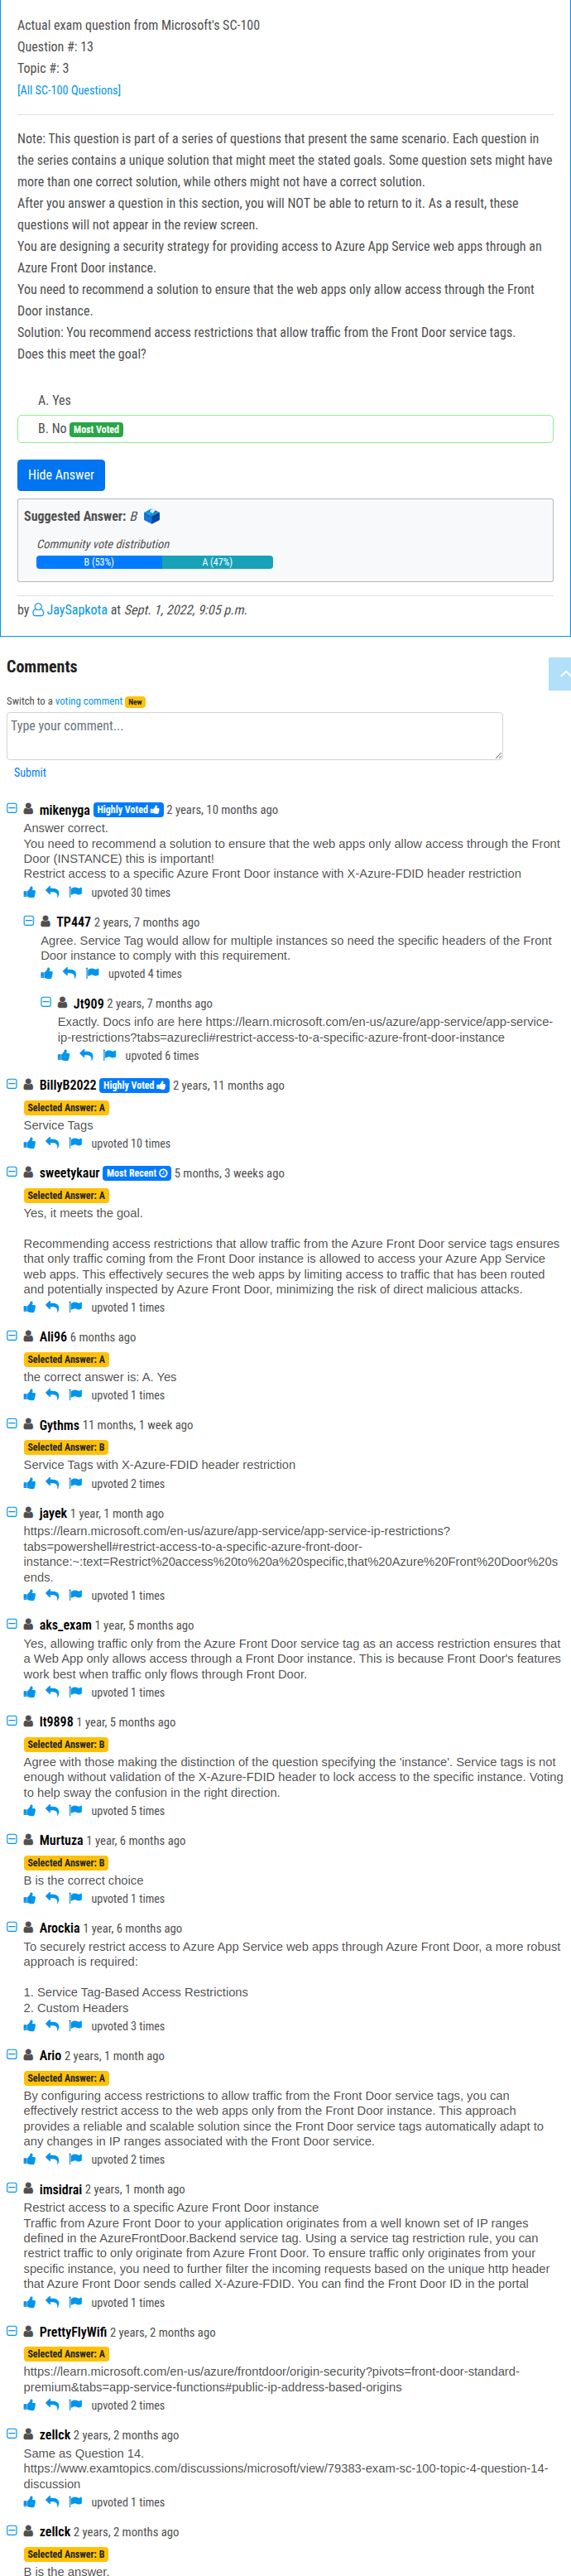 Actual exam question from Microsoft's SC-100
Question #: 13
Topic #: 3
[All SC-100 Questions]
Note: This question is part of a series of questions that present the same scenario. Each question in
the series contains a unique solution that might meet the stated goals. Some question sets might have
more than one correct solution, while others might not have a correct solution.
After you answer a question in this section, you will NOT be able to return to it. As a result, these
questions will not appear in the review screen.
You are designing a security strategy for providing access to Azure App Service web apps through an
Azure Front Door instance.
You need to recommend a solution to ensure that the web apps only allow access through the Front
Door instance.
Solution: You recommend access restrictions that allow traffic from the Front Door service tags.
Does this meet the goal?
A. Yes
B. No Most Voted
Hide Answer
Suggested Answer: B
Community vote distribution
B (53%) A (47%)
by JaySapkota at Sept. 1, 2022, 9:05 p.m.
Comments
Switch to a voting comment New
Type your comment...
Submit
mikenyga Highly Voted 2 years, 10 months ago
Answer correct.
You need to recommend a solution to ensure that the web apps only allow access through the Front
Door (INSTANCE) this is important!
Restrict access to a specific Azure Front Door instance with X-Azure-FDID header restriction
upvoted 30 times
TP447 2 years, 7 months ago
Agree. Service Tag would allow for multiple instances so need the specific headers of the Front
Door instance to comply with this requirement.
upvoted 4 times
Jt909 2 years, 7 months ago
Exactly. Docs info are here https://learn.microsoft.com/en-us/azure/app-service/app-service-
ip-restrictions?tabs=azurecli#restrict-access-to-a-specific-azure-front-door-instance
upvoted 6 times
BillyB2022 Highly Voted 2 years, 11 months ago
Selected Answer: A
Service Tags
upvoted 10 times
sweetykaur Most Recent 5 months, 3 weeks ago
Selected Answer: A
Yes, it meets the goal.
Recommending access restrictions that allow traffic from the Azure Front Door service tags ensures
that only traffic coming from the Front Door instance is allowed to access your Azure App Service
web apps. This effectively secures the web apps by limiting access to traffic that has been routed
and potentially inspected by Azure Front Door, minimizing the risk of direct malicious attacks.
upvoted 1 times
Ali96 6 months ago
Selected Answer: A
the correct answer is: A. Yes
upvoted 1 times
Gythms 11 months, 1 week ago
Selected Answer: B
Service Tags with X-Azure-FDID header restriction
upvoted 2 times
jayek 1 year, 1 month ago
https://learn.microsoft.com/en-us/azure/app-service/app-service-ip-restrictions?
tabs=powershell#restrict-access-to-a-specific-azure-front-door-
instance:~:text=Restrict%20access%20to%20a%20specific,that%20Azure%20Front%20Door%20s
ends.
upvoted 1 times
aks_exam 1 year, 5 months ago
Yes, allowing traffic only from the Azure Front Door service tag as an access restriction ensures that
a Web App only allows access through a Front Door instance. This is because Front Door's features
work best when traffic only flows through Front Door.
upvoted 1 times
lt9898 1 year, 5 months ago
Selected Answer: B
Agree with those making the distinction of the question specifying the 'instance'. Service tags is not
enough without validation of the X-Azure-FDID header to lock access to the specific instance. Voting
to help sway the confusion in the right direction.
upvoted 5 times
Murtuza 1 year, 6 months ago
Selected Answer: B
B is the correct choice
upvoted 1 times
Arockia 1 year, 6 months ago
To securely restrict access to Azure App Service web apps through Azure Front Door, a more robust
approach is required:
1. Service Tag-Based Access Restrictions
2. Custom Headers
upvoted 3 times
Ario 2 years, 1 month ago
Selected Answer: A
By configuring access restrictions to allow traffic from the Front Door service tags, you can
effectively restrict access to the web apps only from the Front Door instance. This approach
provides a reliable and scalable solution since the Front Door service tags automatically adapt to
any changes in IP ranges associated with the Front Door service.
upvoted 2 times
imsidrai 2 years, 1 month ago
Restrict access to a specific Azure Front Door instance
Traffic from Azure Front Door to your application originates from a well known set of IP ranges
defined in the AzureFrontDoor.Backend service tag. Using a service tag restriction rule, you can
restrict traffic to only originate from Azure Front Door. To ensure traffic only originates from your
specific instance, you need to further filter the incoming requests based on the unique http header
that Azure Front Door sends called X-Azure-FDID. You can find the Front Door ID in the portal
upvoted 1 times
PrettyFlyWifi 2 years, 2 months ago
Selected Answer: A
https://learn.microsoft.com/en-us/azure/frontdoor/origin-security?pivots=front-door-standard-
premium&tabs=app-service-functions#public-ip-address-based-origins
upvoted 2 times
zellck 2 years, 2 months ago
Same as Question 14.
https://www.examtopics.com/discussions/microsoft/view/79383-exam-sc-100-topic-4-question-14-
discussion
upvoted 1 times
zellck 2 years, 2 months ago
Selected Answer: B
B is the answer.